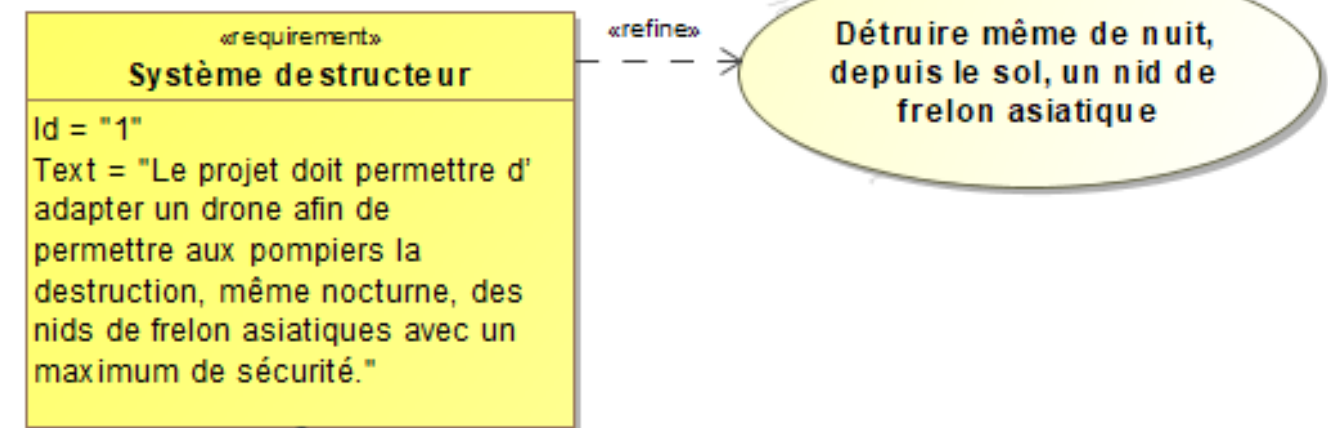 «requirement»
Système destructeur
Id = "1"
Text = "Le projet doit permettre d'
adapter un drone afin de
permettre aux pompiers la
destruction, même nocturne, des
nids de frelon asiatiques avec un
maximum de sécurité."
«refine»
Détruire même de nuit,
depuis le sol, un nid de
frelon asiatique